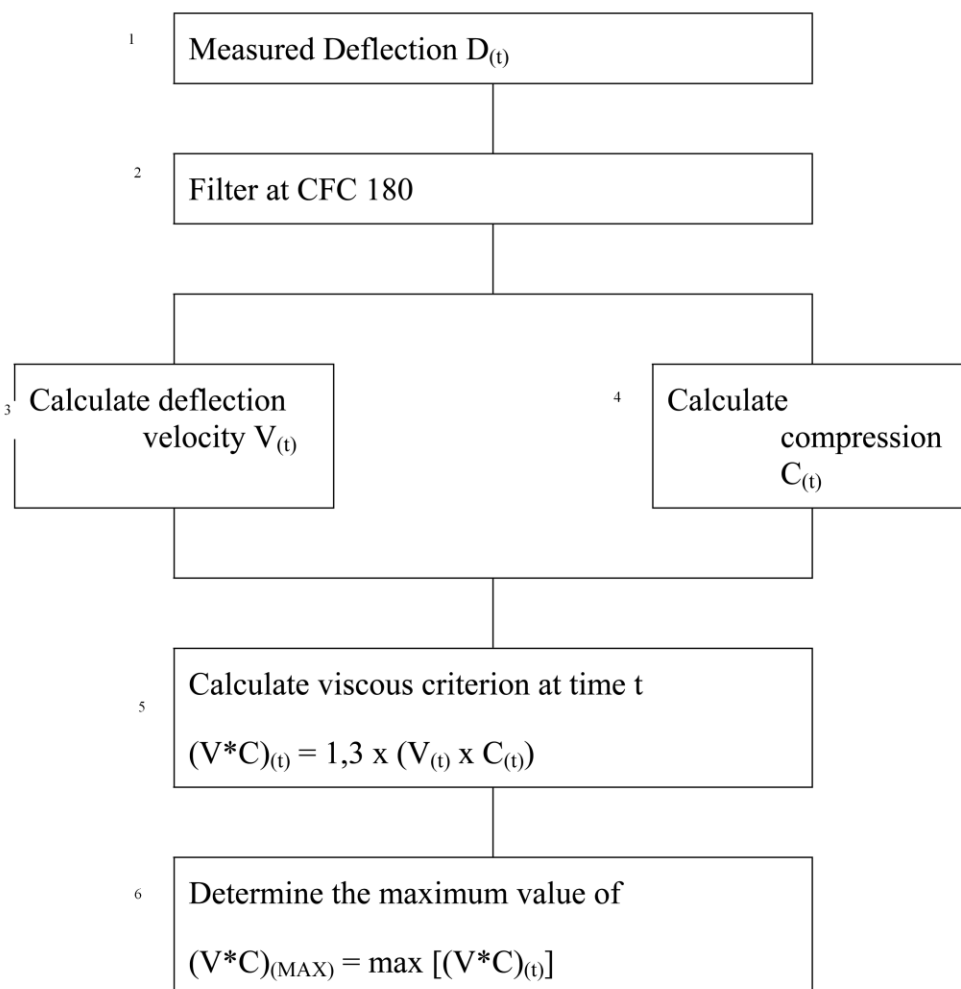 1
Measured Deflection D(t)
2
Filter at CFC 180
3
Calculate deflection
velocity V(t)
4
Calculate
compression
C(t)
5
Calculate viscous criterion at time t
(V*C)(t) = 1,3 x (V(t) x C(t))
6
Determine the maximum value of
(V*C)(MAX) = max [(V*C)(t)]